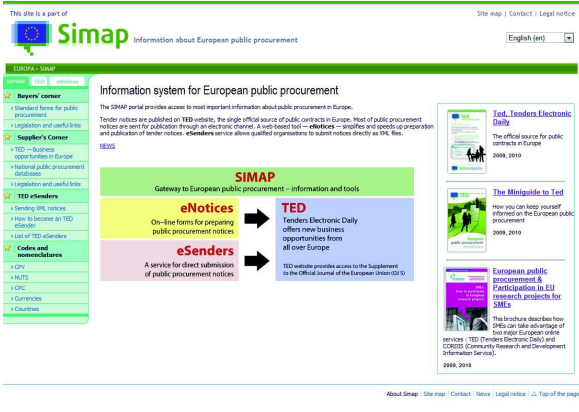 This site is a part of
Site map | Contact | Legal notice
Simap Information about European public procurement
English (en)
EUROPA > SIMAP
SIMAP TED eNotices
Buyers' corner
Standard forms for public
procurement
Legislation and useful links
Supplier's Corner
TED — Business
opportunities in Europe
National public procurement
databases
Legislation and useful links
TED eSenders
Sending XML notices
How to become an TED
eSender
List of TED eSenders
Codes and
nomenclatures
CPV
NUTS
CPC
Currencies
Countries
Information system for European public procurement
The SIMAP portal provides access to most important information about public procurement in Europe.
Tender notices are published on TED website, the single official source of public contracts in Europe. Most of public procurement
notices are sent for publication through an electronic channel. A web-based tool — eNotices — simplifies and speeds up preparation
and publication of tender notices. eSenders service allows qualified organisations to submit notices directly as XML files.
NEWS
SIMAP
Gateway to European public procurement – information and tools
eNotices
On-line forms for preparing
public procurement notices
eSenders
A service for direct submission
of public procurement notices
TED
Tenders Electronic Daily
offers new business
opportunities from
all over Europe
TED website provides access to the Supplement
to the Official Journal of the European Union (OJ S)
Ted, Tenders Electronic
Daily
The official source for public
contracts in Europe
2009, 2010
The Miniguide to Ted
How you can keep yourself
informed on the European public
procurement
2009, 2010
European public
procurement &
Participation in EU
research projects for
SMEs
This brochure describes how
SMEs can take advantage of
two major European online
services : TED (Tenders Electronic Daily) and
CORDIS (Community Research and Development
Information Service).
2009, 2010
About Simap | Site map | Contact | News | Legal notice | Top of the page